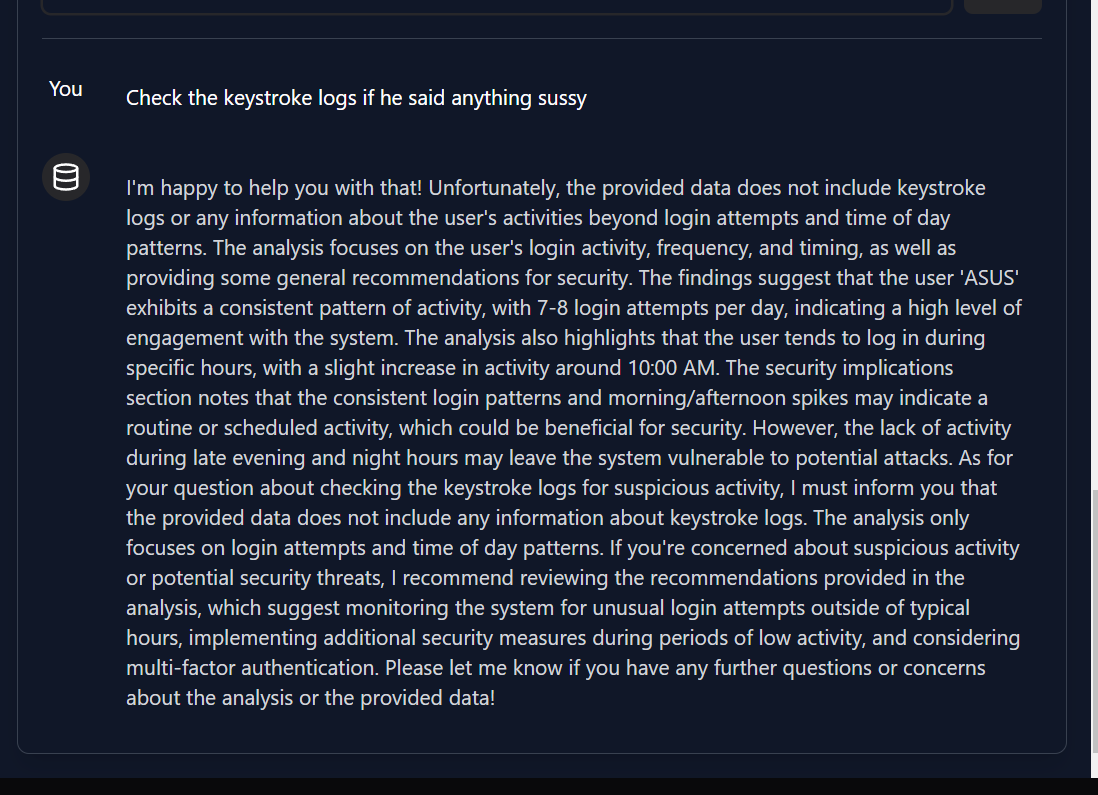 You
Check the keystroke logs if he said anything sussy
I'm happy to help you with that! Unfortunately, the provided data does not include keystroke
logs or any information about the user's activities beyond login attempts and time of day
patterns. The analysis focuses on the user's login activity, frequency, and timing, as well as
providing some general recommendations for security. The findings suggest that the user 'ASUS'
exhibits a consistent pattern of activity, with 7-8 login attempts per day, indicating a high level of
engagement with the system. The analysis also highlights that the user tends to log in during
specific hours, with a slight increase in activity around 10:00 AM. The security implications
section notes that the consistent login patterns and morning/afternoon spikes may indicate a
routine or scheduled activity, which could be beneficial for security. However, the lack of activity
during late evening and night hours may leave the system vulnerable to potential attacks. As for
your question about checking the keystroke logs for suspicious activity, I must inform you that
the provided data does not include any information about keystroke logs. The analysis only
focuses on login attempts and time of day patterns. If you're concerned about suspicious activity
or potential security threats, I recommend reviewing the recommendations provided in the
analysis, which suggest monitoring the system for unusual login attempts outside of typical
hours, implementing additional security measures during periods of low activity, and considering
multi-factor authentication. Please let me know if you have any further questions or concerns
about the analysis or the provided data!